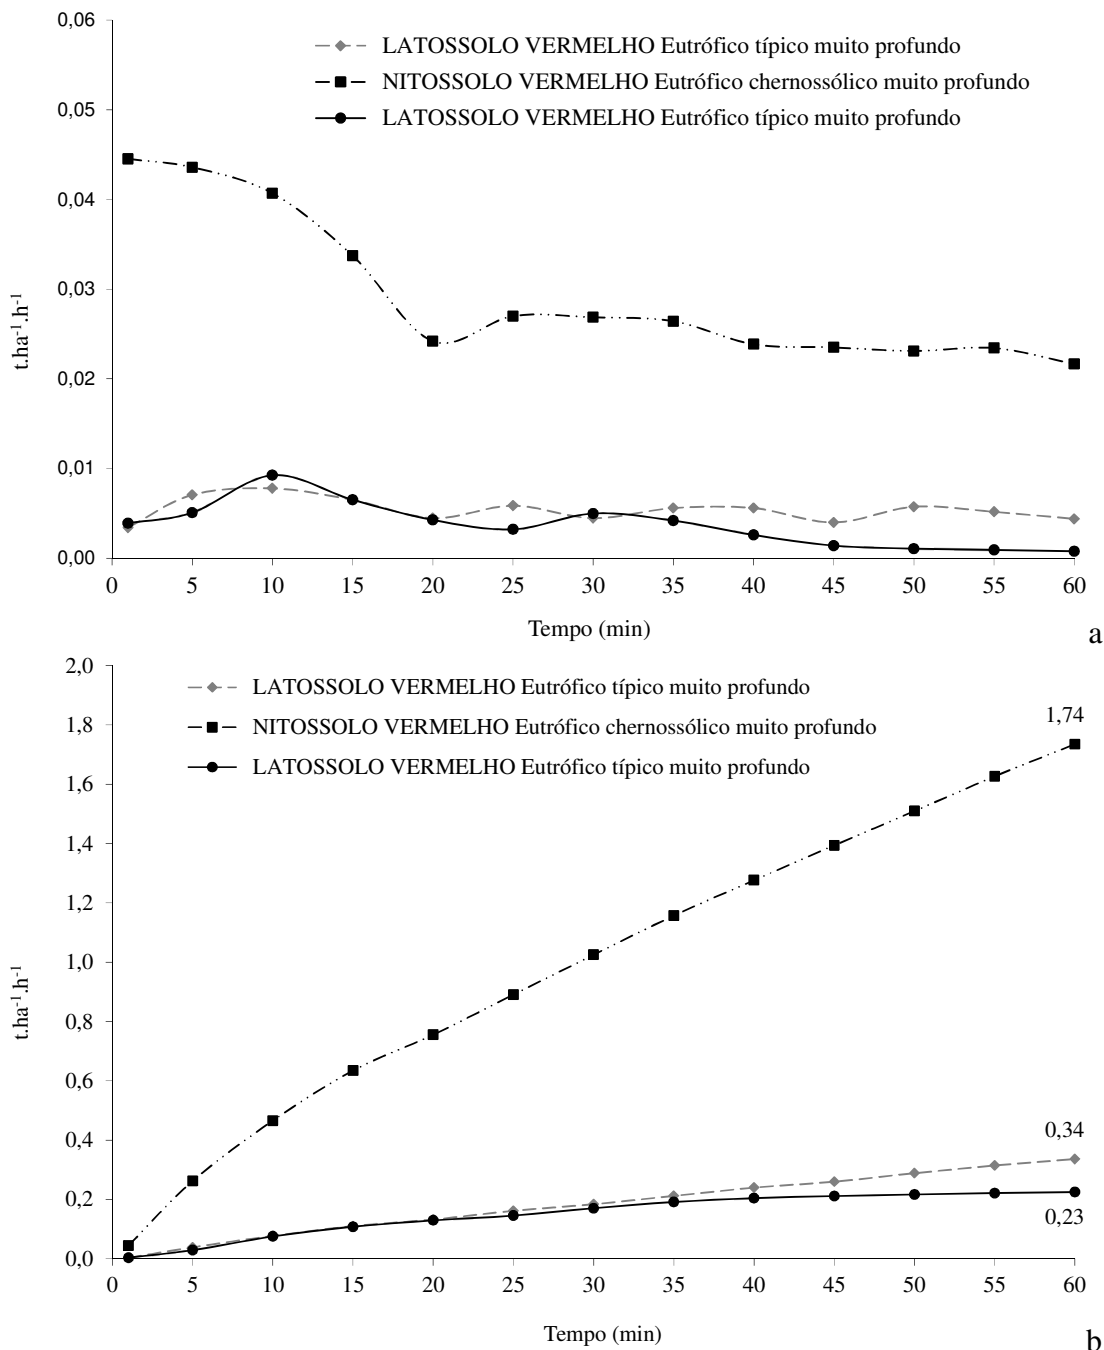 0,06
LATOSSOLO VERMELHO Eutrófico típico muito profundo
NITOSSOLO VERMELHO Eutrófico chernossólico muito profundo
LATOSSOLO VERMELHO Eutrófico típico muito profundo
0,05
0,04
0,03
0,02
0,01
0,00
t.ha⁻¹.h⁻¹
0 5 10 15 20 25 30 35 40 45 50 55 60
Tempo (min)
a
2,0
LATOSSOLO VERMELHO Eutrófico típico muito profundo
NITOSSOLO VERMELHO Eutrófico chernossólico muito profundo
LATOSSOLO VERMELHO Eutrófico típico muito profundo
1,74
1,8
1,6
1,4
1,2
1,0
0,8
0,6
0,4
0,2
0,0
t.ha⁻¹.h⁻¹
0,34
0,23
0 5 10 15 20 25 30 35 40 45 50 55 60
Tempo (min)
b